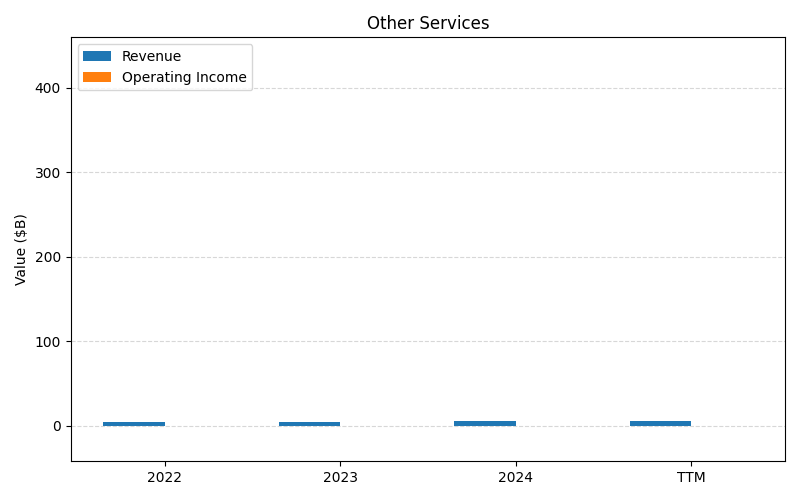 Other Services
Revenue
Operating Income
Value ($B)
400
300
200
100
0
2022
2023
2024
TTM